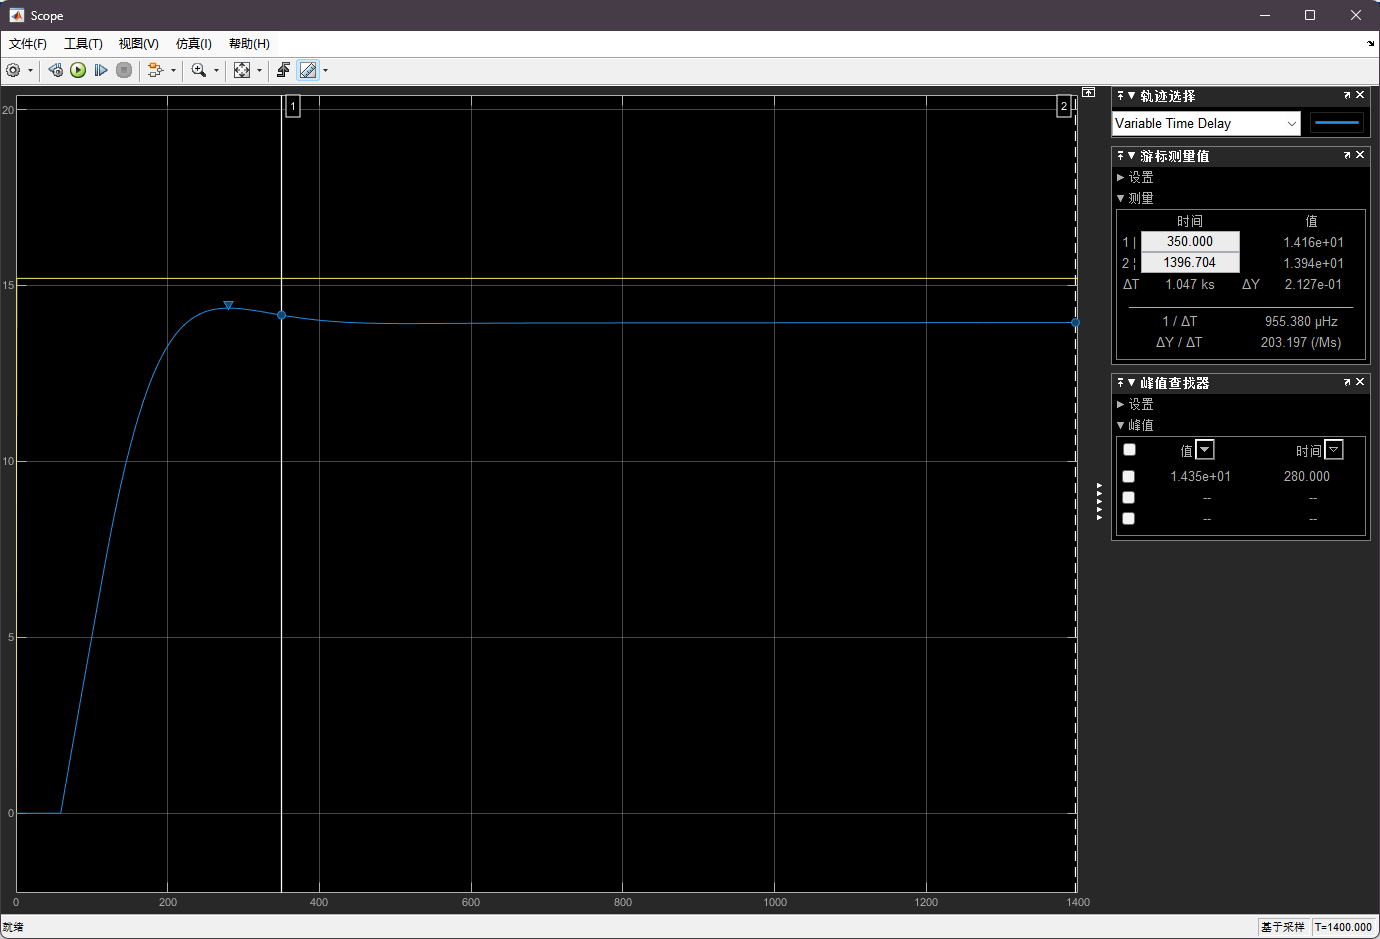 Scope
文件(F) 工具(T) 视图(V) 仿真(I) 帮助(H)
20
15
10
5
0
1
2
0 200 400 600 800 1000 1200 1400
轨迹选择
Variable Time Delay
游标测量值
设置
测量
时间 值
1 | 350.000 1.416e+01
2 ¦ 1396.704 1.394e+01
ΔT 1.047 ks ΔY 2.127e-01
1 / ΔT 955.380 µHz
ΔY / ΔT 203.197 (/Ms)
峰值查找器
设置
峰值
值 时间
1.435e+01 280.000
-- --
-- --
就绪 基于采样 T=1400.000